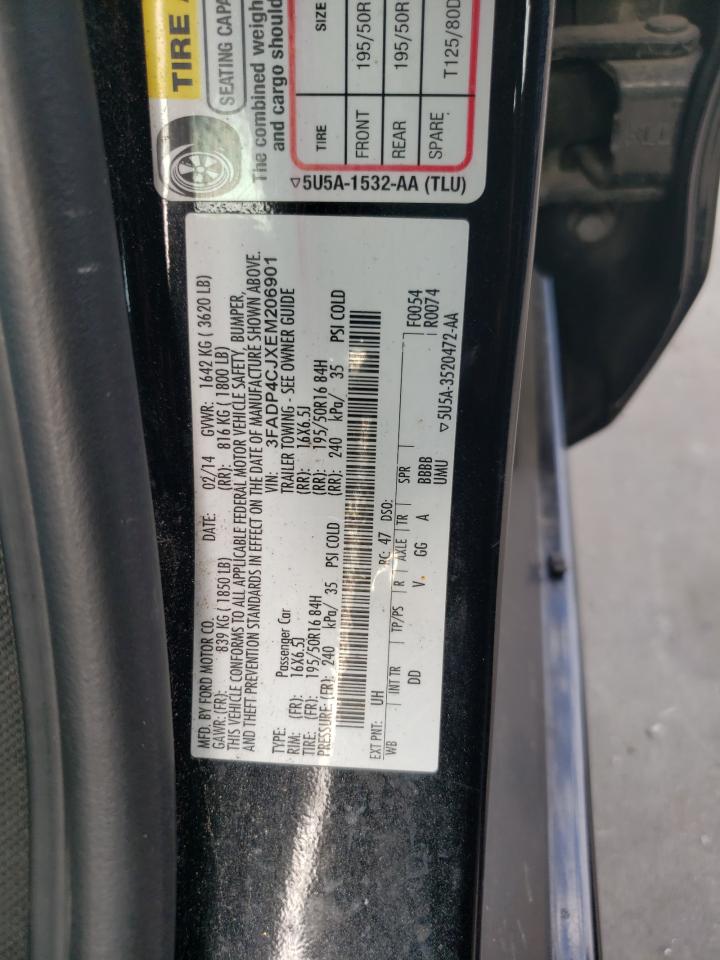 TIRE A
SEATING CAPA
The combined weigh
and cargo should
TIRE SIZE
FRONT 195/50R
REAR 195/50R
SPARE T125/80D
▽5U5A-1532-AA (TLU)
MFD. BY FORD MOTOR CO. DATE: 02/14 GVWR: 1642 KG ( 3620 LB)
GAWR: (FR): 839 KG ( 1850 LB) (RR): 816 KG ( 1800 LB)
THIS VEHICLE CONFORMS TO ALL APPLICABLE FEDERAL MOTOR VEHICLE SAFETY, BUMPER,
AND THEFT PREVENTION STANDARDS IN EFFECT ON THE DATE OF MANUFACTURE SHOWN ABOVE.
VIN: 3FADP4CJXEM206901
TYPE: Passenger Car TRAILER TOWING - SEE OWNER GUIDE
RIM: (FR): 16X6.5J (RR): 16X6.5J
TIRE: (FR): 195/50R16 84H (RR): 195/50R16 84H
PRESSURE (FR): 240 kPa/ 35 PSI COLD (RR): 240 kPa/ 35 PSI COLD
EXT PNT: UH RC: 47 DSO: F0054
R0074
WB INT TR TP/PS R AXLE TR SPR
DD V GG A BBBB
UMU
▽5U5A-3520472-AA